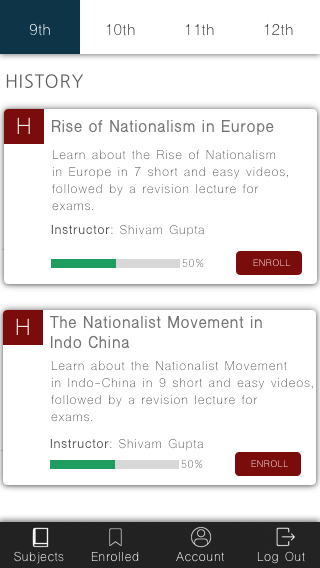 9th 10th 11th 12th
HISTORY
H
Rise of Nationalism in Europe
Learn about the Rise of Nationalism
in Europe in 7 short and easy videos,
followed by a revision lecture for
exams.
Instructor: Shivam Gupta
50% ENROLL
H
The Nationalist Movement in
Indo China
Learn about the Nationalist Movement
in Indo-China in 9 short and easy videos,
followed by a revision lecture for
exams.
Instructor: Shivam Gupta
50% ENROLL
Subjects Enrolled Account Log Out